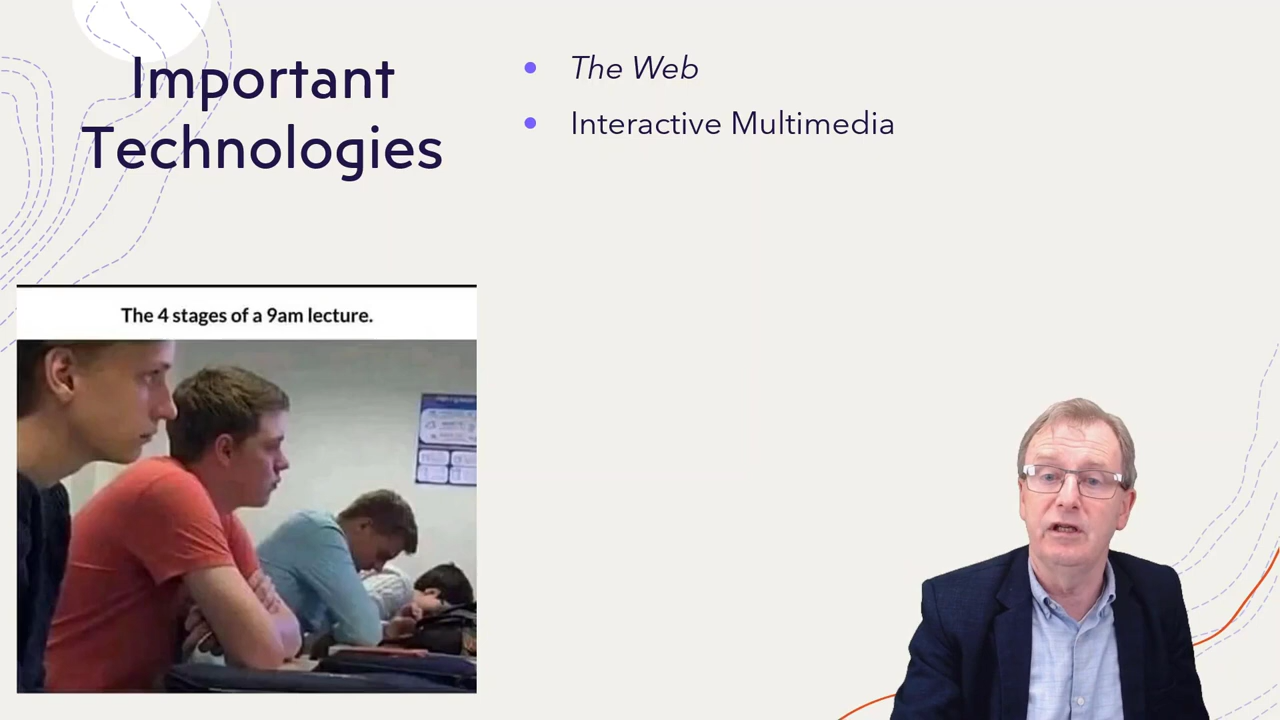 Important
Technologies
The Web
Interactive Multimedia
The 4 stages of a 9am lecture.